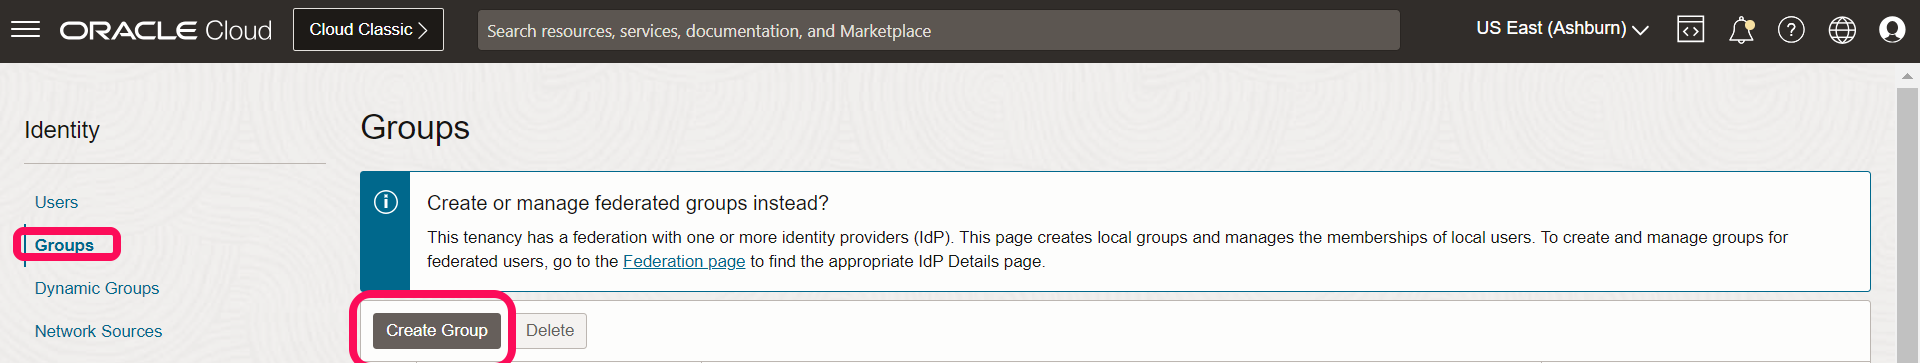 ORACLE Cloud
Cloud Classic
Search resources, services, documentation, and Marketplace
US East (Ashburn)
Identity
Users
Groups
Dynamic Groups
Network Sources
Groups
Create or manage federated groups instead?
This tenancy has a federation with one or more identity providers (IdP). This page creates local groups and manages the memberships of local users. To create and manage groups for
federated users, go to the Federation page to find the appropriate IdP Details page.
Create Group
Delete